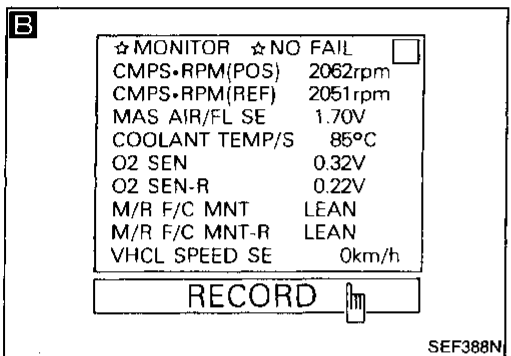 B
☆MONITOR ☆NO FAIL
CMPS•RPM(POS) 2062rpm
CMPS•RPM(REF) 2051rpm
MAS AIR/FL SE 1.70V
COOLANT TEMP/S 85°C
O2 SEN 0.32V
O2 SEN-R 0.22V
M/R F/C MNT LEAN
M/R F/C MNT-R LEAN
VHCL SPEED SE 0km/h
RECORD
SEF388N